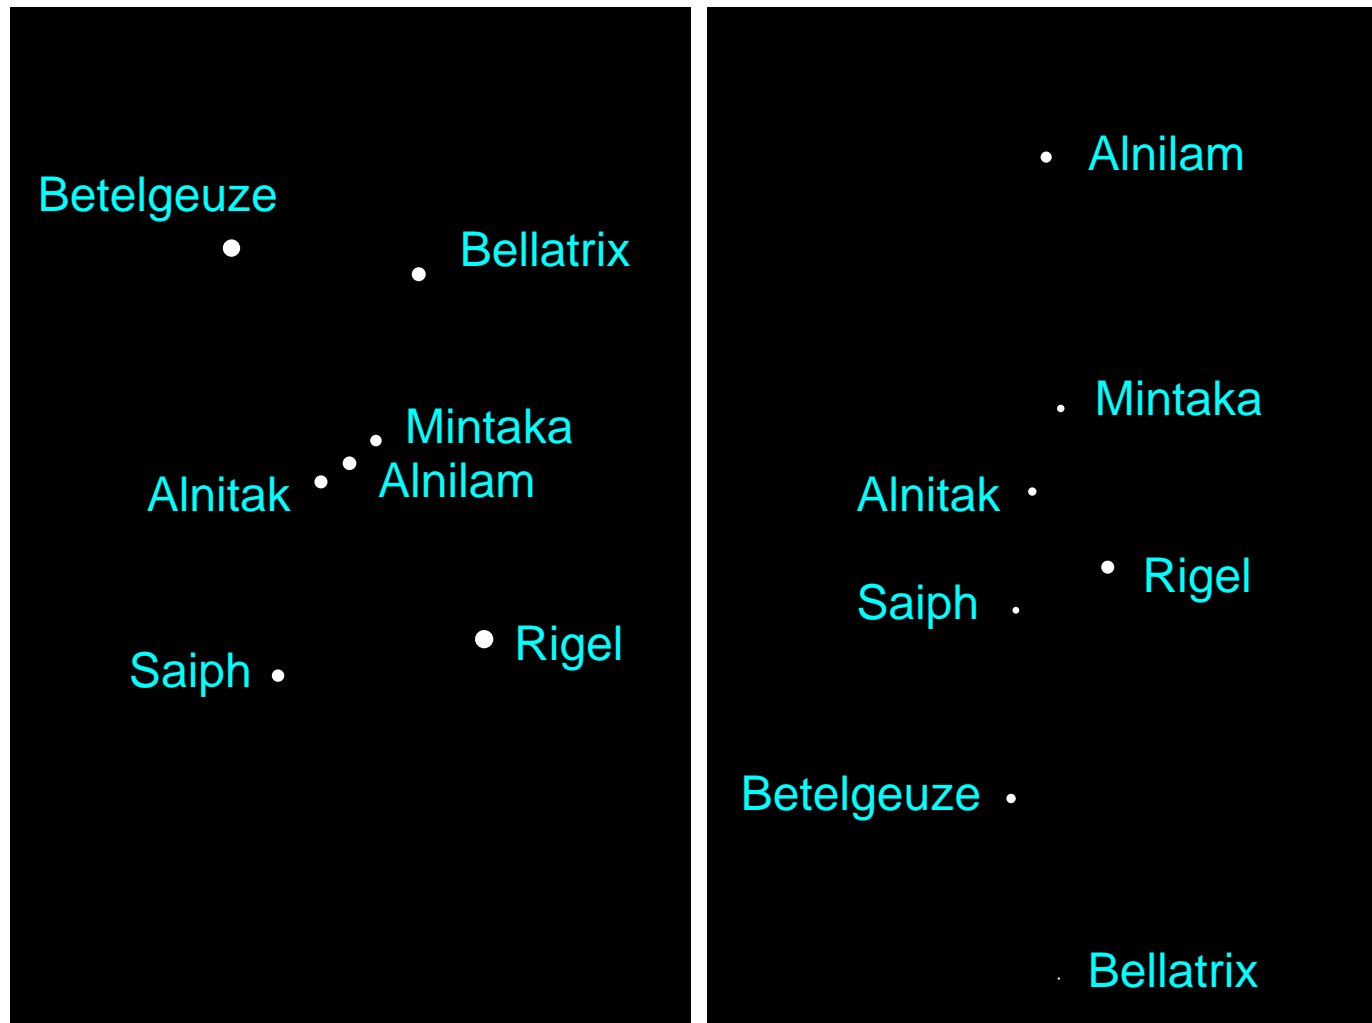 Betelgeuze
Bellatrix
Mintaka
Alnilam
Alnitak
Rigel
Saiph
Alnilam
Mintaka
Alnitak
Rigel
Saiph
Betelgeuze
Bellatrix